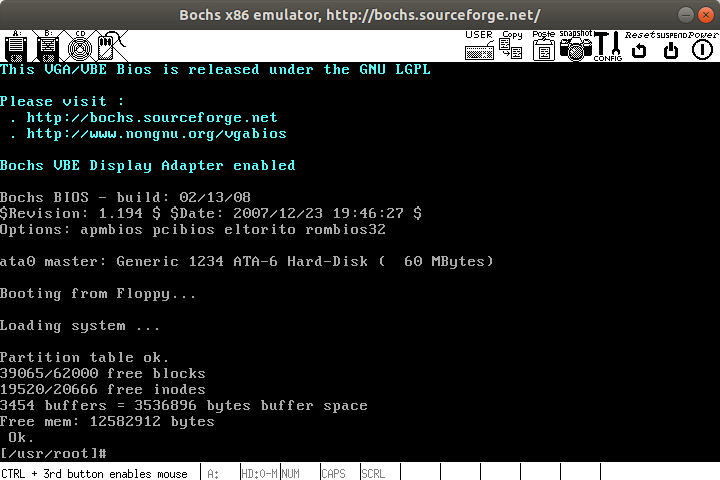 Bochs x86 emulator, http://bochs.sourceforge.net/
A: B: CD USER Copy Paste Snapshot CONFIG Reset SUSPEND Power
This VGA/VBE Bios is released under the GNU LGPL
Please visit :
. http://bochs.sourceforge.net
. http://www.nongnu.org/vgabios
Bochs VBE Display Adapter enabled
Bochs BIOS - build: 02/13/08
$Revision: 1.194 $ $Date: 2007/12/23 19:46:27 $
Options: apmbios pcibios eltorito rombios32
ata0 master: Generic 1234 ATA-6 Hard-Disk (  60 MBytes)
Booting from Floppy...
Loading system ...
Partition table ok.
39065/62000 free blocks
19520/20666 free inodes
3454 buffers = 3536896 bytes buffer space
Free mem: 12582912 bytes
Ok.
[/usr/root]#
CTRL + 3rd button enables mouse A: HD:0-M NUM CAPS SCRL